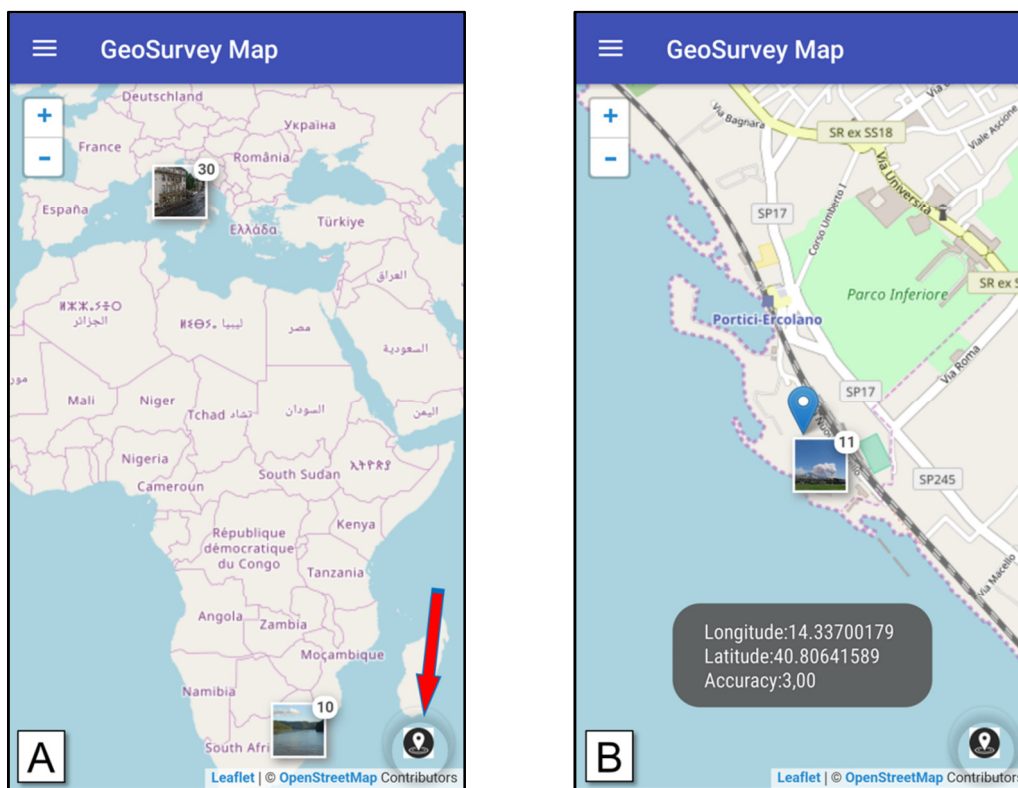 GeoSurvey Map
+
-
Deutschland
Україна
France
România
30
España
Ελλάδα
Türkiye
العراق
ⵍⵣⵣⴰⵢⴻⵔ
الجزائر
ⵍⵉⴱⵢⴰ ليبيا
مصر
السعودية
Mali
Niger
Tchad تشاد
السودان
اليمن
Nigeria
South Sudan
Cameroun
République
démocratique
du Congo
Kenya
Tanzania
Angola
Zambia
Moçambique
Namibia
10
South Afri
A
Leaflet | © OpenStreetMap Contributors
GeoSurvey Map
+
-
Via Bagnara
SR ex SS18
Viale Ascione
Via Università
SP17
Corso Umberto I
SR ex S
Parco Inferiore
Portici-Ercolano
Via Roma
SP17
11
SP245
Via Macello
Longitude:14.33700179
Latitude:40.80641589
Accuracy:3,00
B
Leaflet | © OpenStreetMap Contributors